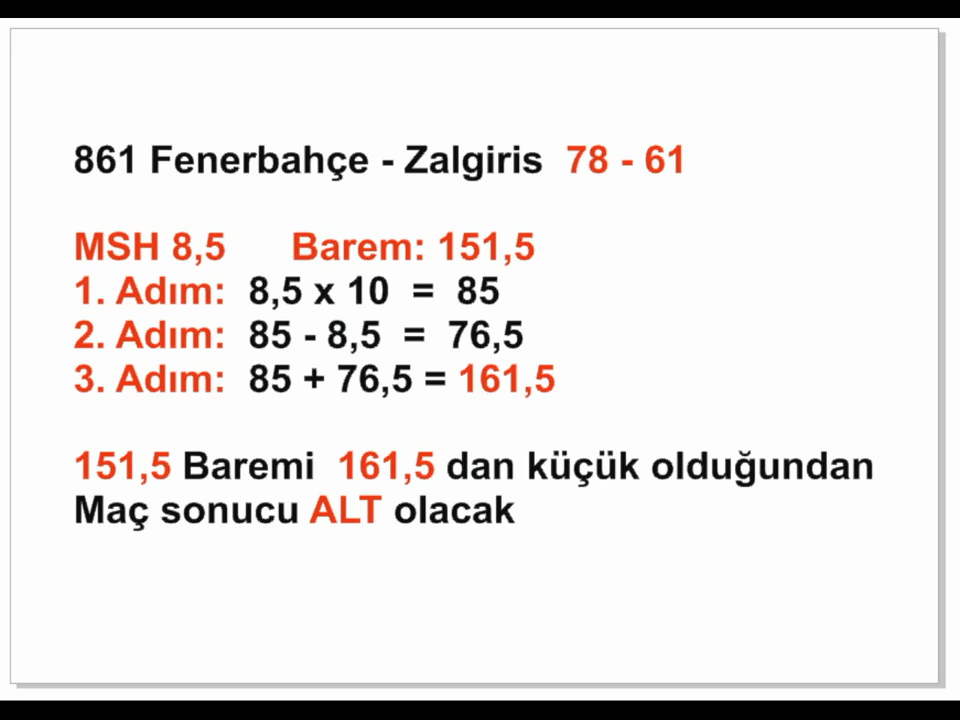 861 Fenerbahçe - Zalgiris 78 - 61
MSH 8,5 Barem: 151,5
1. Adım: 8,5 x 10 = 85
2. Adım: 85 - 8,5 = 76,5
3. Adım: 85 + 76,5 = 161,5
151,5 Baremi 161,5 dan küçük olduğundan
Maç sonucu ALT olacak